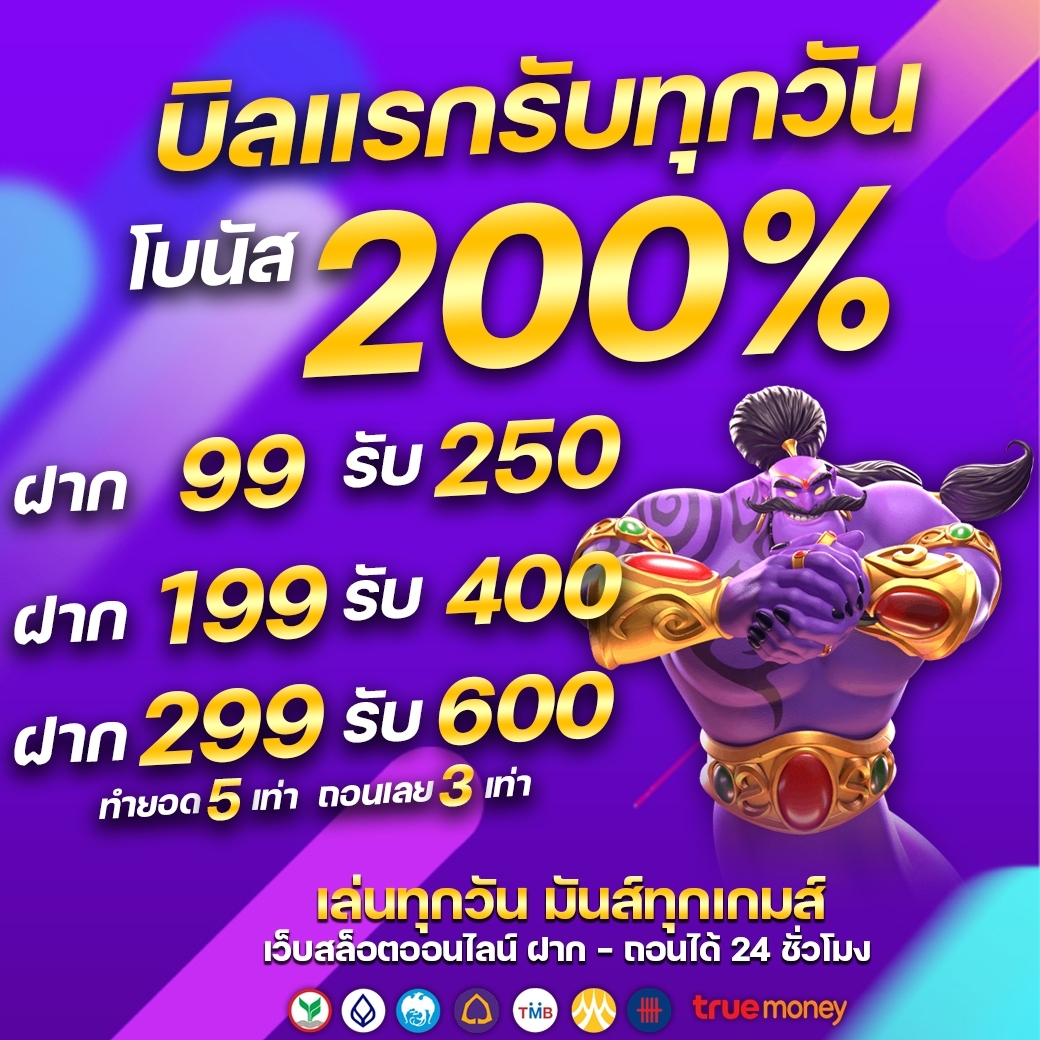 บิลแรกรับทุกวัน
โบนัส 200%
ฝาก 99 รับ 250
ฝาก 199 รับ 400
ฝาก 299 รับ 600
ทำยอด 5 เท่า ถอนเลย 3 เท่า
เล่นทุกวัน มันส์ทุกเกมส์
เว็บสล็อตออนไลน์ ฝาก - ถอนได้ 24 ชั่วโมง
TMB truemoney